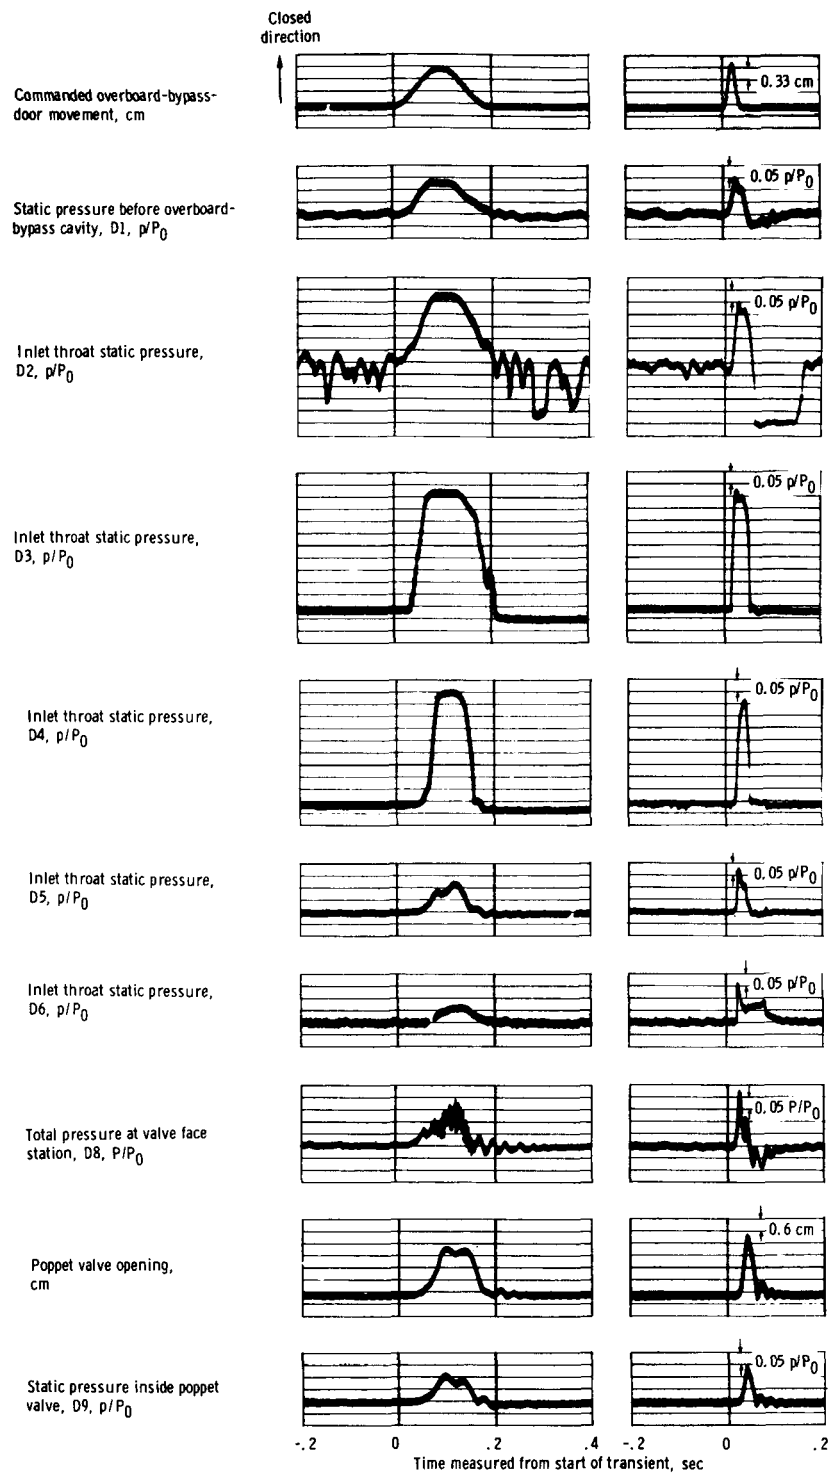 Closed
direction
Commanded overboard-bypass-
door movement, cm
0.33 cm
Static pressure before overboard-
bypass cavity, D1, p/P0
0.05 p/P0
Inlet throat static pressure,
D2, p/P0
0.05 p/P0
Inlet throat static pressure,
D3, p/P0
0.05 p/P0
Inlet throat static pressure,
D4, p/P0
0.05 p/P0
Inlet throat static pressure,
D5, p/P0
0.05 p/P0
Inlet throat static pressure,
D6, p/P0
0.05 p/P0
Total pressure at valve face
station, D8, P/P0
0.05 P/P0
Poppet valve opening,
cm
0.6 cm
Static pressure inside poppet
valve, D9, p/P0
0.05 p/P0
-.2 0 .2 .4 -.2 0 .2
Time measured from start of transient, sec